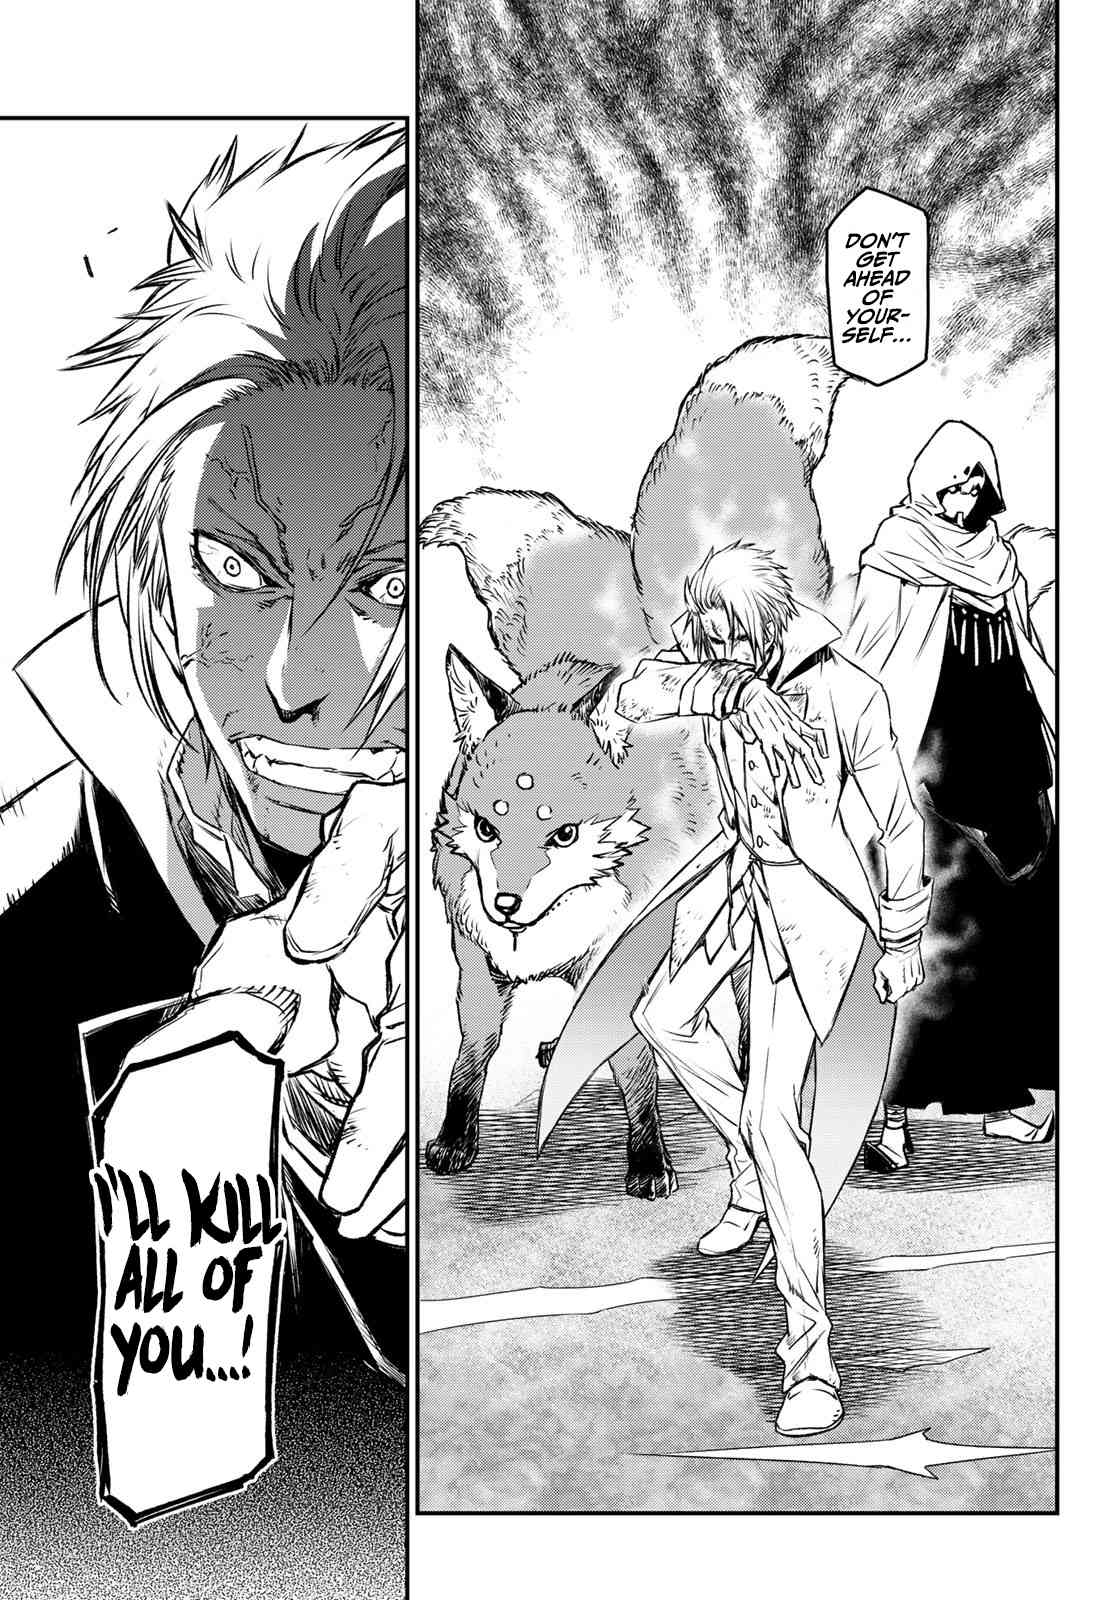 DON'T
GET
AHEAD
OF
YOUR-
SELF...
I'LL KILL
ALL OF
YOU...!